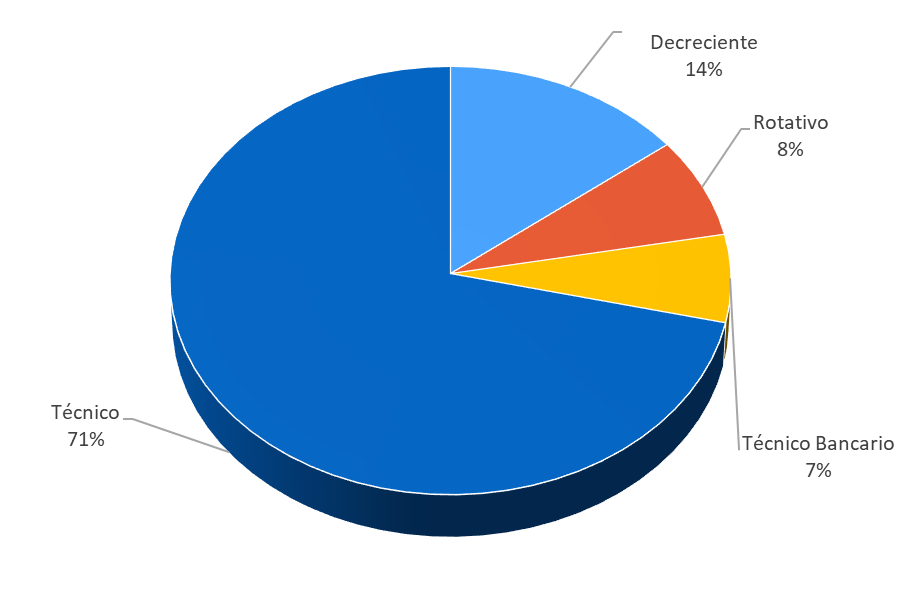 Decreciente
14%
Rotativo
8%
Técnico
71%
Técnico Bancario
7%